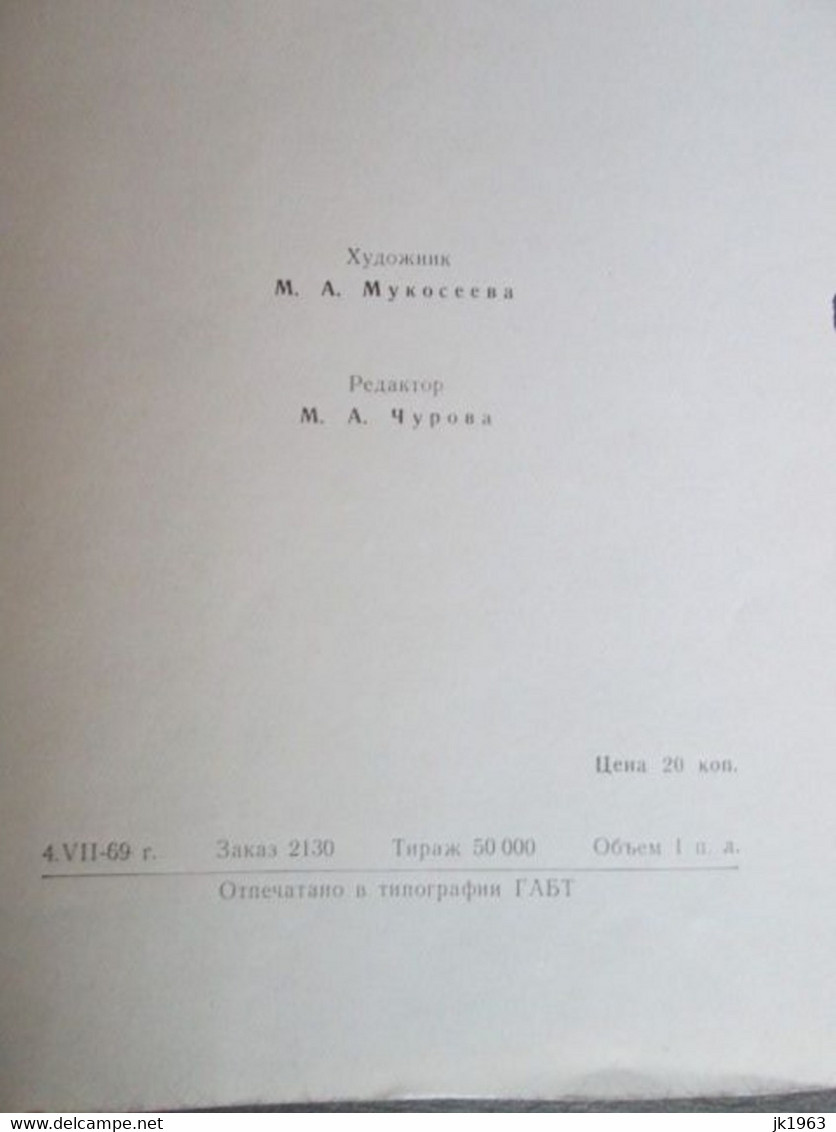 Художник
М. А. Мукосеева
Редактор
М. А. Чурова
Цена 20 коп.
4.VII-69 г. Заказ 2130 Тираж 50 000 Объем 1 п. л.
Отпечатано в типографии ГАБТ
www.delcampe.net
jk1963